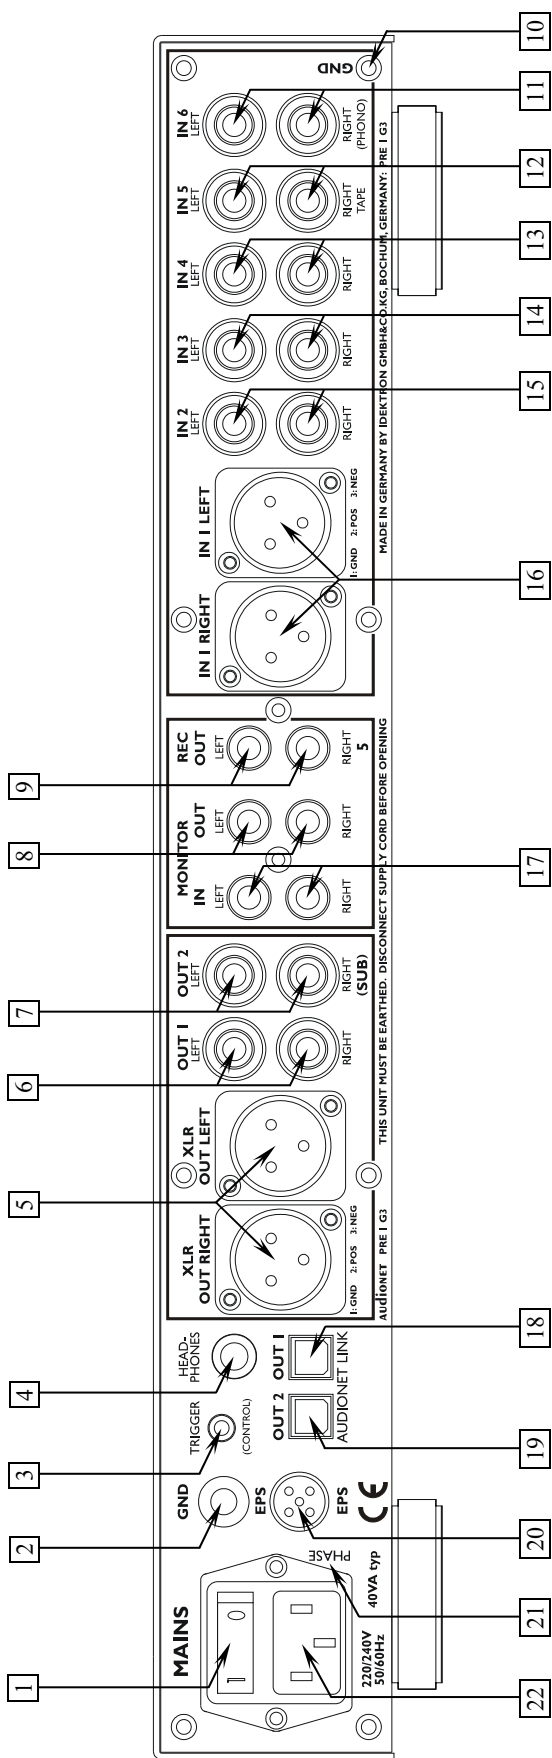 1
2
3
4
5
6
7
8
9
MAINS
GND
EPS
TRIGGER
(CONTROL)
HEAD-
PHONES
XLR
OUT RIGHT
XLR
OUT LEFT
OUT 1
LEFT
OUT 2
LEFT
MONITOR
IN
LEFT
OUT
LEFT
REC
OUT
LEFT
IN 1 RIGHT
IN 1 LEFT
IN 2
LEFT
IN 3
LEFT
IN 4
LEFT
IN 5
LEFT
IN 6
LEFT
GND
PHASE
220/240V
50/60Hz
40VA typ
EPS
CE
OUT 2
OUT 1
AUDIONET LINK
1: GND 2: POS 3: NEG
RIGHT
RIGHT
(SUB)
RIGHT
RIGHT
RIGHT
5
1: GND 2: POS 3: NEG
RIGHT
RIGHT
RIGHT
RIGHT
TAPE
RIGHT
(PHONO)
AUDIONET PRE 1 G3
THIS UNIT MUST BE EARTHED. DISCONNECT SUPPLY CORD BEFORE OPENING
MADE IN GERMANY BY IDEKTRON GMBH&CO.KG, BOCHUM, GERMANY: PRE 1 G3
22
21
20
19
18
17
16
15
14
13
12
11
10